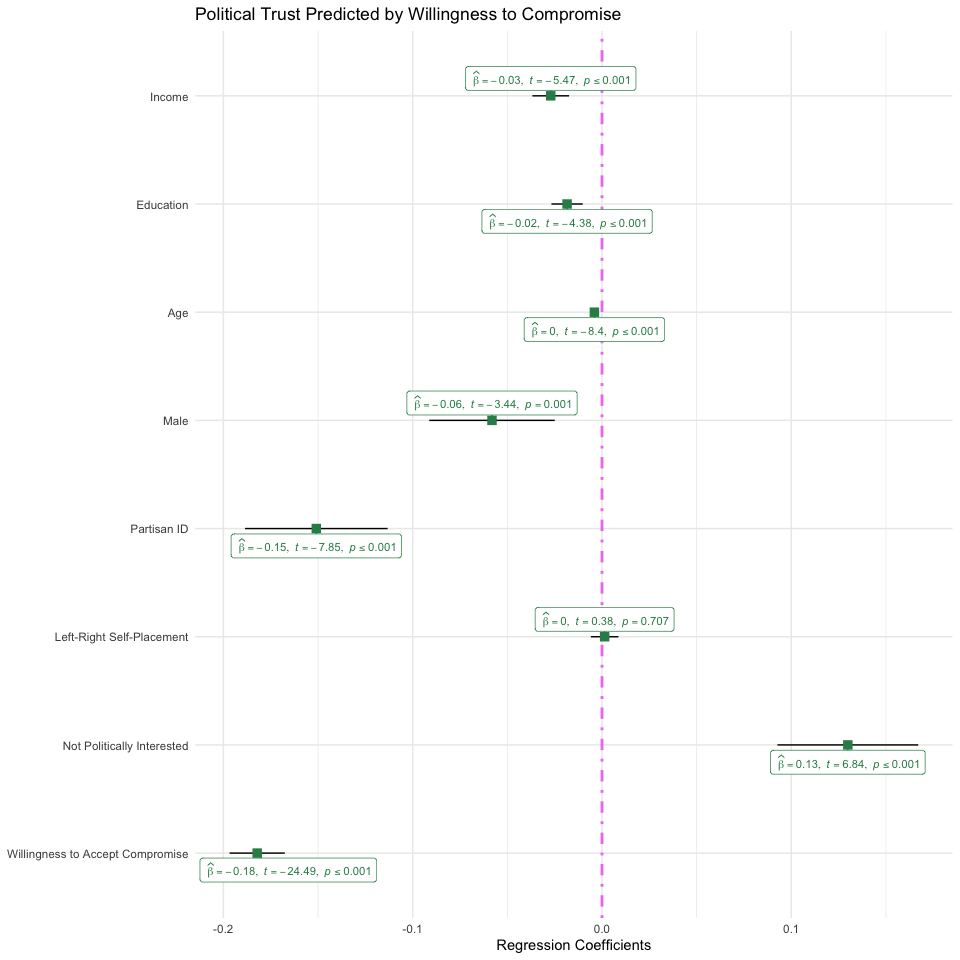 Political Trust Predicted by Willingness to Compromise
Income
β̂ = −0.03, t = −5.47, p ≤ 0.001
Education
β̂ = −0.02, t = −4.38, p ≤ 0.001
Age
β̂ = 0, t = −8.4, p ≤ 0.001
Male
β̂ = −0.06, t = −3.44, p = 0.001
Partisan ID
β̂ = −0.15, t = −7.85, p ≤ 0.001
Left-Right Self-Placement
β̂ = 0, t = 0.38, p = 0.707
Not Politically Interested
β̂ = 0.13, t = 6.84, p ≤ 0.001
Willingness to Accept Compromise
β̂ = −0.18, t = −24.49, p ≤ 0.001
-0.2 -0.1 0.0 0.1
Regression Coefficients